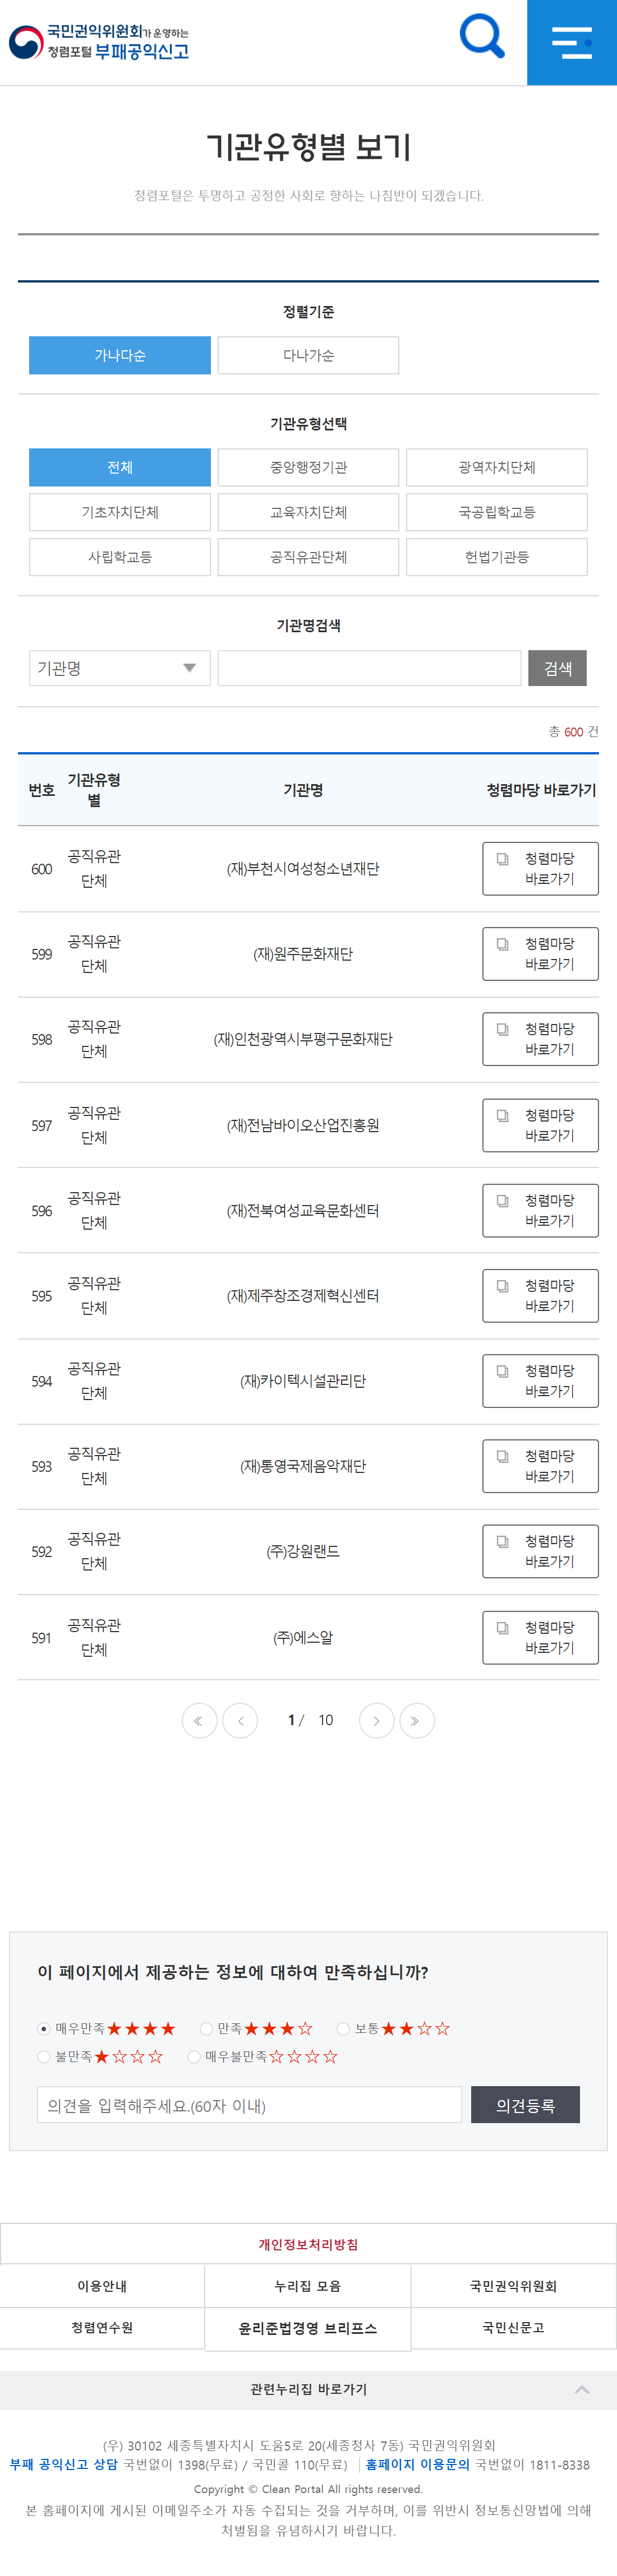 국민권익위원회가 운영하는
청렴포털 부패공익신고
기관유형별 보기
청렴포털은 투명하고 공정한 사회로 향하는 나침반이 되겠습니다.
정렬기준
가나다순 다나가순
기관유형선택
전체 중앙행정기관 광역자치단체
기초자치단체 교육자치단체 국공립학교등
사립학교등 공직유관단체 헌법기관등
기관명검색
기관명 검색
총 600 건
번호 기관유형별 기관명 청렴마당 바로가기
600 공직유관단체 (재)부천시여성청소년재단 청렴마당 바로가기
599 공직유관단체 (재)원주문화재단 청렴마당 바로가기
598 공직유관단체 (재)인천광역시부평구문화재단 청렴마당 바로가기
597 공직유관단체 (재)전남바이오산업진흥원 청렴마당 바로가기
596 공직유관단체 (재)전북여성교육문화센터 청렴마당 바로가기
595 공직유관단체 (재)제주창조경제혁신센터 청렴마당 바로가기
594 공직유관단체 (재)카이텍시설관리단 청렴마당 바로가기
593 공직유관단체 (재)통영국제음악재단 청렴마당 바로가기
592 공직유관단체 (주)강원랜드 청렴마당 바로가기
591 공직유관단체 (주)에스알 청렴마당 바로가기
1 / 10
이 페이지에서 제공하는 정보에 대하여 만족하십니까?
매우만족★★★★ 만족★★★☆ 보통★★☆☆
불만족★☆☆☆ 매우불만족☆☆☆☆
의견을 입력해주세요.(60자 이내) 의견등록
개인정보처리방침
이용안내 누리집 모음 국민권익위원회
청렴연수원 윤리준법경영 브리프스 국민신문고
관련누리집 바로가기
(우) 30102 세종특별자치시 도움5로 20(세종청사 7동) 국민권익위원회
부패 공익신고 상담 국번없이 1398(무료) / 국민콜 110(무료) 홈페이지 이용문의 국번없이 1811-8338
Copyright © Clean Portal All rights reserved.
본 홈페이지에 게시된 이메일주소가 자동 수집되는 것을 거부하며, 이를 위반시 정보통신망법에 의해
처벌됨을 유념하시기 바랍니다.